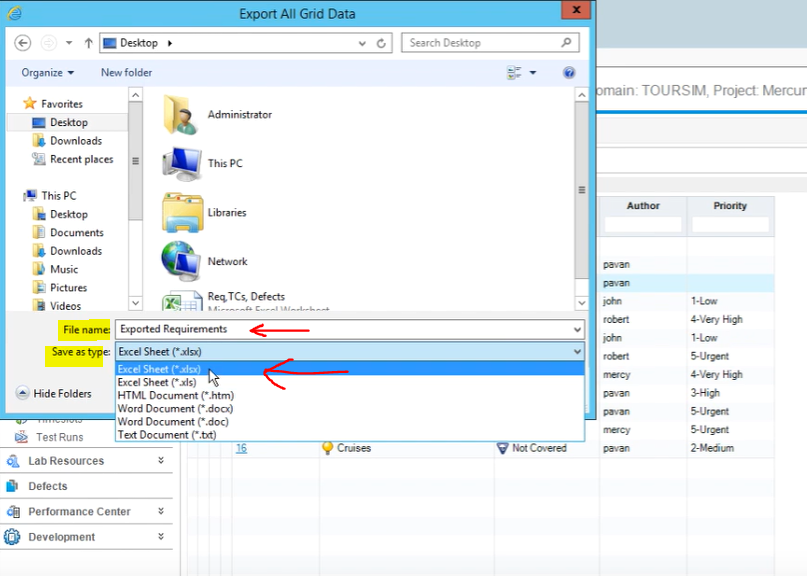 Export All Grid Data
x
Desktop
Search Desktop
Organize
New folder
Favorites
Desktop
Downloads
Recent places
This PC
Desktop
Documents
Downloads
Music
Pictures
Videos
Administrator
This PC
Libraries
Network
Req,TCs, Defects
Microsoft Excel Worksheet
File name: Exported Requirements
Save as type: Excel Sheet (*.xlsx)
Excel Sheet (*.xlsx)
Excel Sheet (*.xls)
HTML Document (*.htm)
Word Document (*.docx)
Word Document (*.doc)
Text Document (*.txt)
Hide Folders
omain: TOURSIM, Project: Mercur
Author Priority
pavan
pavan
john 1-Low
robert 4-Very High
john 1-Low
robert 5-Urgent
mercy 4-Very High
pavan 3-High
pavan 5-Urgent
mercy 5-Urgent
16 Cruises Not Covered pavan 2-Medium
Timeslots
Test Runs
Lab Resources
Defects
Performance Center
Development